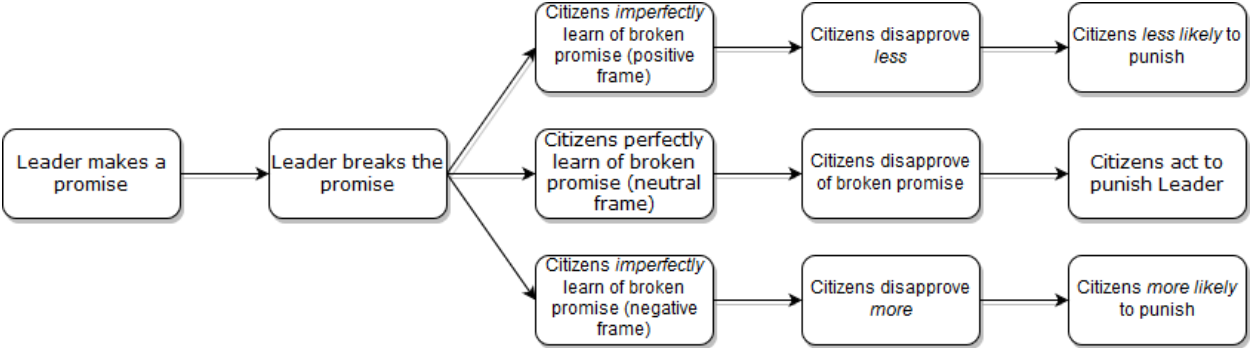 Leader makes a
promise
Leader breaks the
promise
Citizens imperfectly
learn of broken
promise (positive
frame)
Citizens disapprove
less
Citizens less likely to
punish
Citizens perfectly
learn of broken
promise (neutral
frame)
Citizens disapprove
of broken promise
Citizens act to
punish Leader
Citizens imperfectly
learn of broken
promise (negative
frame)
Citizens disapprove
more
Citizens more likely
to punish